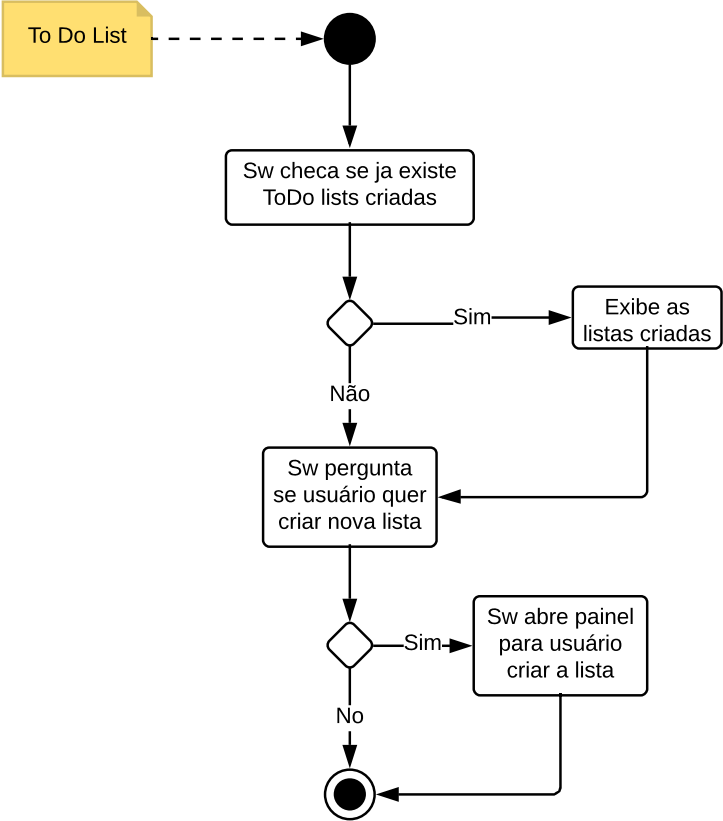 To Do List
Sw checa se ja existe
ToDo lists criadas
Sim
Exibe as
listas criadas
Não
Sw pergunta
se usuário quer
criar nova lista
Sim
Sw abre painel
para usuário
criar a lista
No